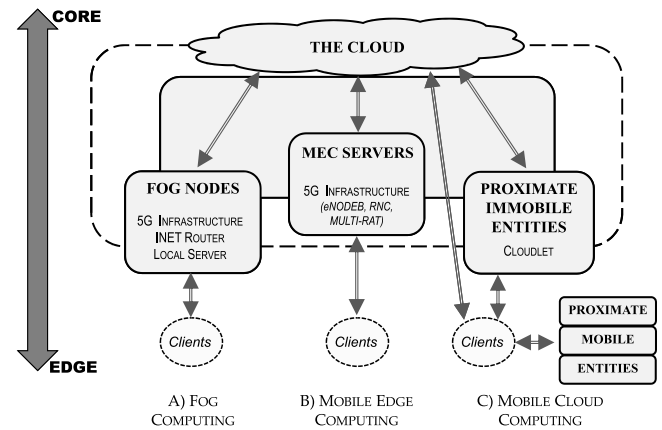 CORE
THE CLOUD
MEC SERVERS
5G INFRASTRUCTURE
(eNODEB, RNC,
MULTI-RAT)
FOG NODES
5G INFRASTRUCTURE
INET ROUTER
LOCAL SERVER
PROXIMATE
IMMOBILE
ENTITIES
CLOUDLET
Clients
Clients
Clients
PROXIMATE
MOBILE
ENTITIES
EDGE
A) FOG
COMPUTING
B) MOBILE EDGE
COMPUTING
C) MOBILE CLOUD
COMPUTING